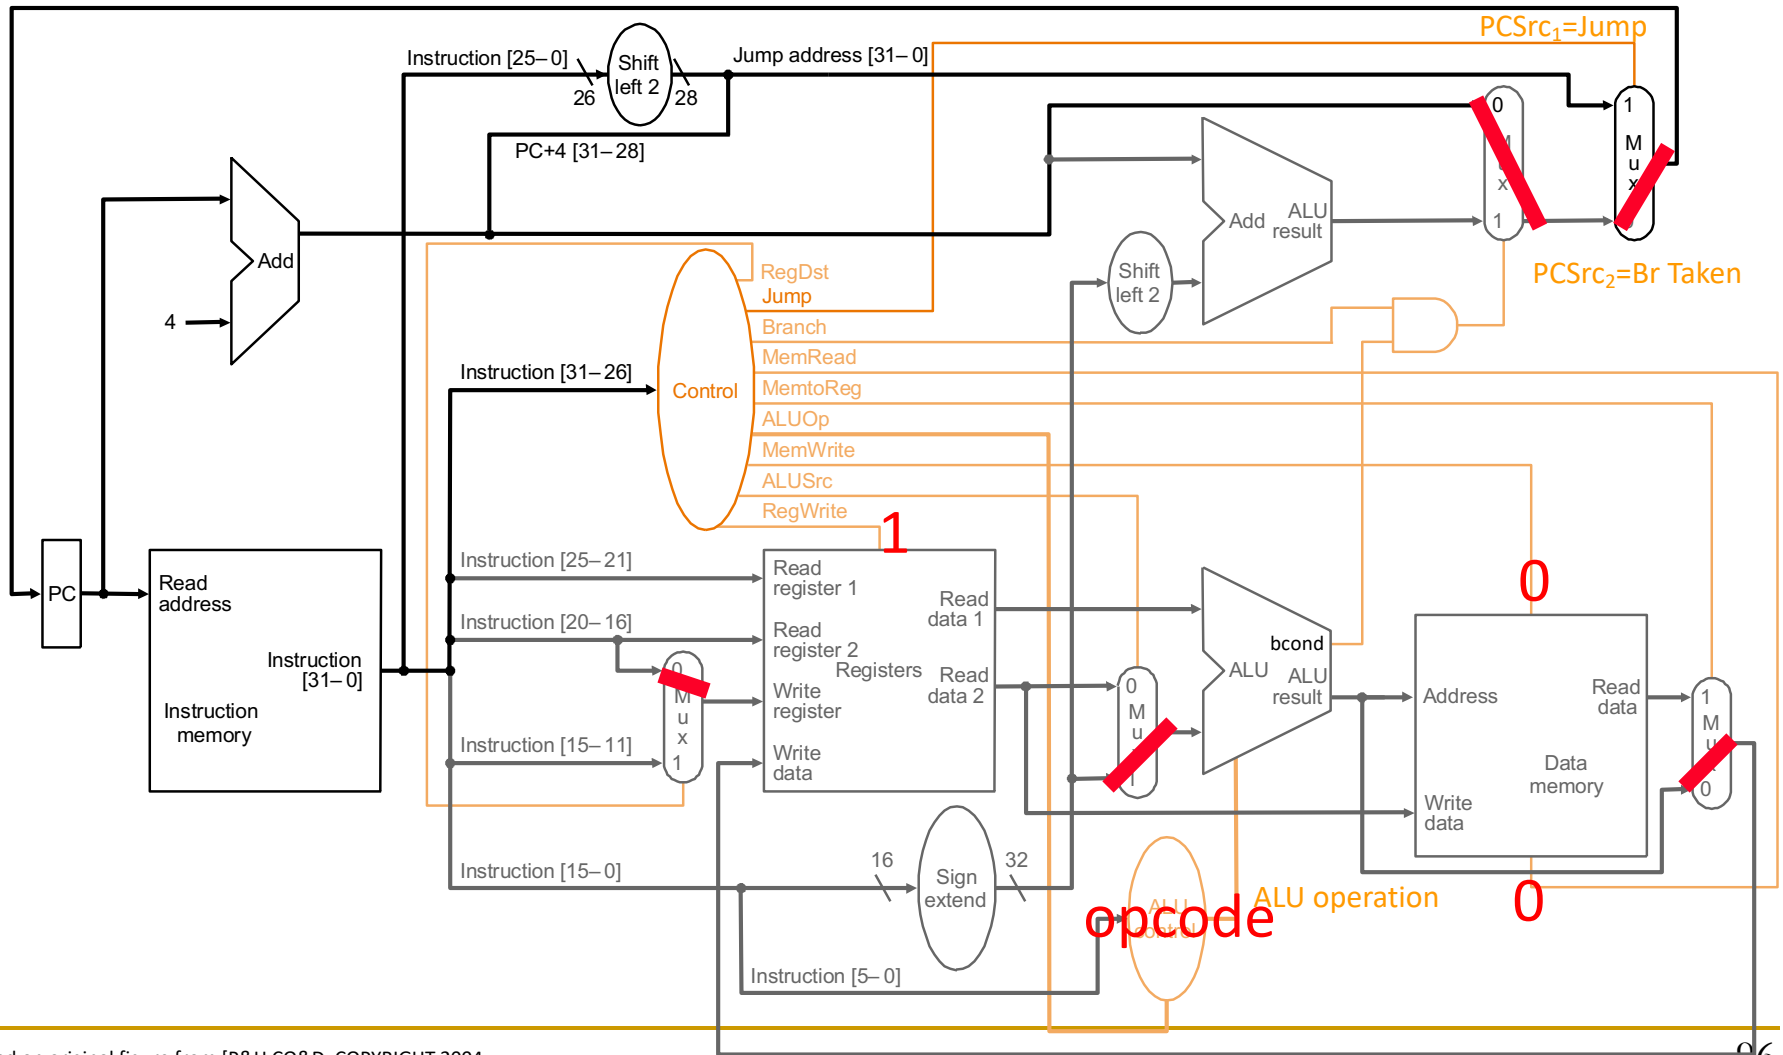 PCSrc1=Jump
Instruction [25–0]
Shift
left 2
Jump address [31–0]
26
28
PC+4 [31–28]
0
M
u
x
1
1
M
u
x
Add
4
Add
ALU
result
Shift
left 2
PCSrc2=Br Taken
RegDst
Jump
Branch
MemRead
MemtoReg
ALUOp
MemWrite
ALUSrc
RegWrite
Control
Instruction [31–26]
1
0
PC
Read
address
Instruction
[31–0]
Instruction
memory
Instruction [25–21]
Instruction [20–16]
Instruction [15–11]
Instruction [15–0]
Instruction [5–0]
0
M
u
x
1
Read
register 1
Read
register 2
Write
register
Write
data
Registers
Read
data 1
Read
data 2
0
M
u
bcond
ALU
ALU
result
Address
Write
data
Read
data
Data
memory
1
M
u
0
16
Sign
extend
32
ALU
control
opcode
ALU operation
0